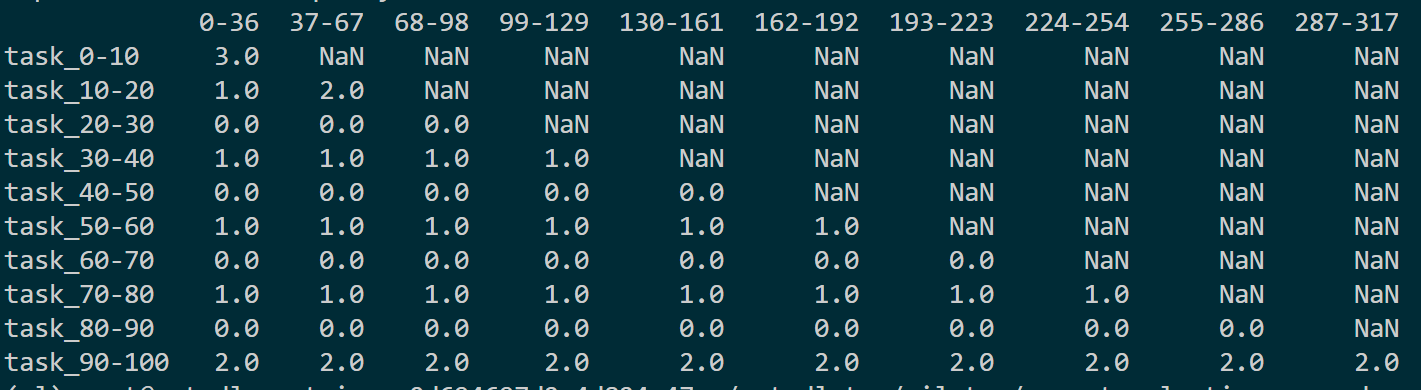 0-36 37-67 68-98 99-129 130-161 162-192 193-223 224-254 255-286 287-317
task_0-10 3.0 NaN NaN NaN NaN NaN NaN NaN NaN NaN
task_10-20 1.0 2.0 NaN NaN NaN NaN NaN NaN NaN NaN
task_20-30 0.0 0.0 0.0 NaN NaN NaN NaN NaN NaN NaN
task_30-40 1.0 1.0 1.0 1.0 NaN NaN NaN NaN NaN NaN
task_40-50 0.0 0.0 0.0 0.0 0.0 NaN NaN NaN NaN NaN
task_50-60 1.0 1.0 1.0 1.0 1.0 1.0 NaN NaN NaN NaN
task_60-70 0.0 0.0 0.0 0.0 0.0 0.0 0.0 NaN NaN NaN
task_70-80 1.0 1.0 1.0 1.0 1.0 1.0 1.0 1.0 NaN NaN
task_80-90 0.0 0.0 0.0 0.0 0.0 0.0 0.0 0.0 0.0 NaN
task_90-100 2.0 2.0 2.0 2.0 2.0 2.0 2.0 2.0 2.0 2.0